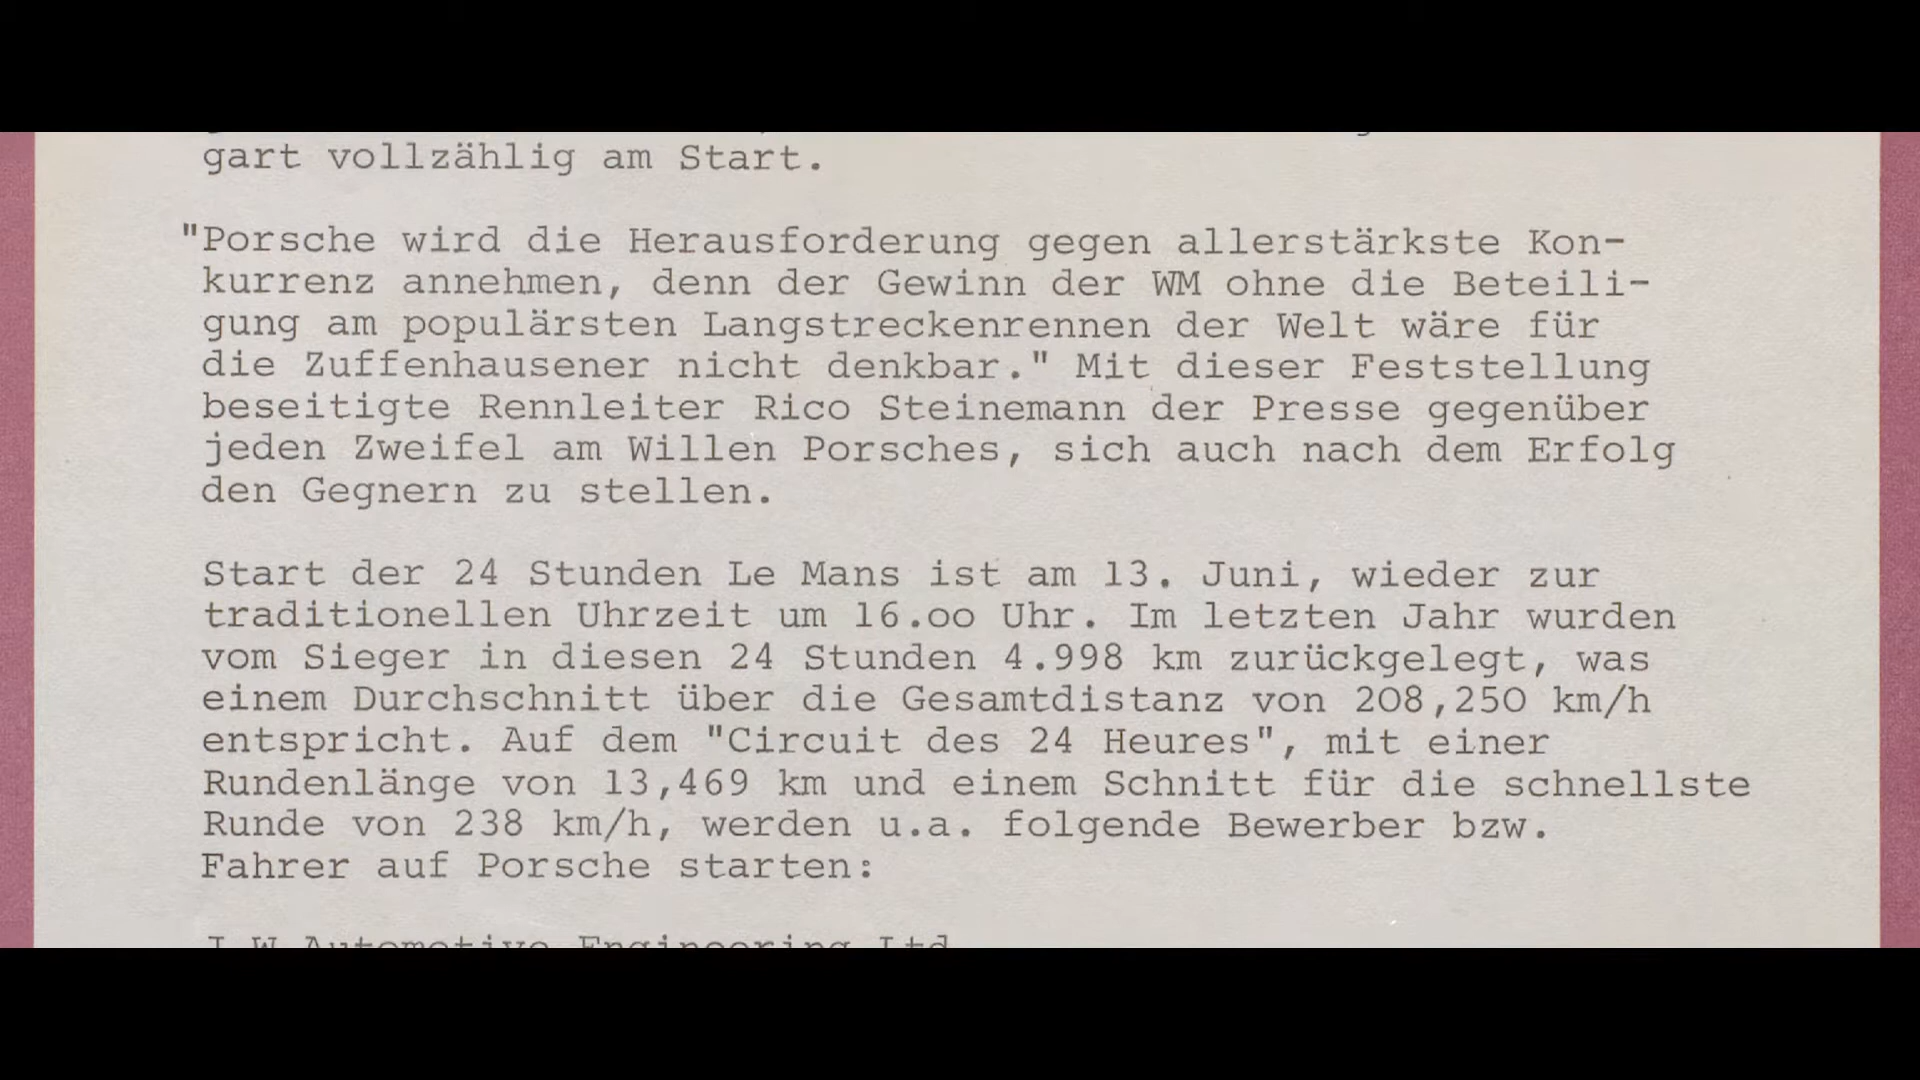 gart vollzählig am Start.
"Porsche wird die Herausforderung gegen allerstärkste Kon-
kurrenz annehmen, denn der Gewinn der WM ohne die Beteili-
gung am populärsten Langstreckenrennen der Welt wäre für
die Zuffenhausener nicht denkbar." Mit dieser Feststellung
beseitigte Rennleiter Rico Steinemann der Presse gegenüber
jeden Zweifel am Willen Porsches, sich auch nach dem Erfolg
den Gegnern zu stellen.
Start der 24 Stunden Le Mans ist am 13. Juni, wieder zur
traditionellen Uhrzeit um 16.oo Uhr. Im letzten Jahr wurden
vom Sieger in diesen 24 Stunden 4.998 km zurückgelegt, was
einem Durchschnitt über die Gesamtdistanz von 208,250 km/h
entspricht. Auf dem "Circuit des 24 Heures", mit einer
Rundenlänge von 13,469 km und einem Schnitt für die schnellste
Runde von 238 km/h, werden u.a. folgende Bewerber bzw.
Fahrer auf Porsche starten:
Automotive Engineering Ltd